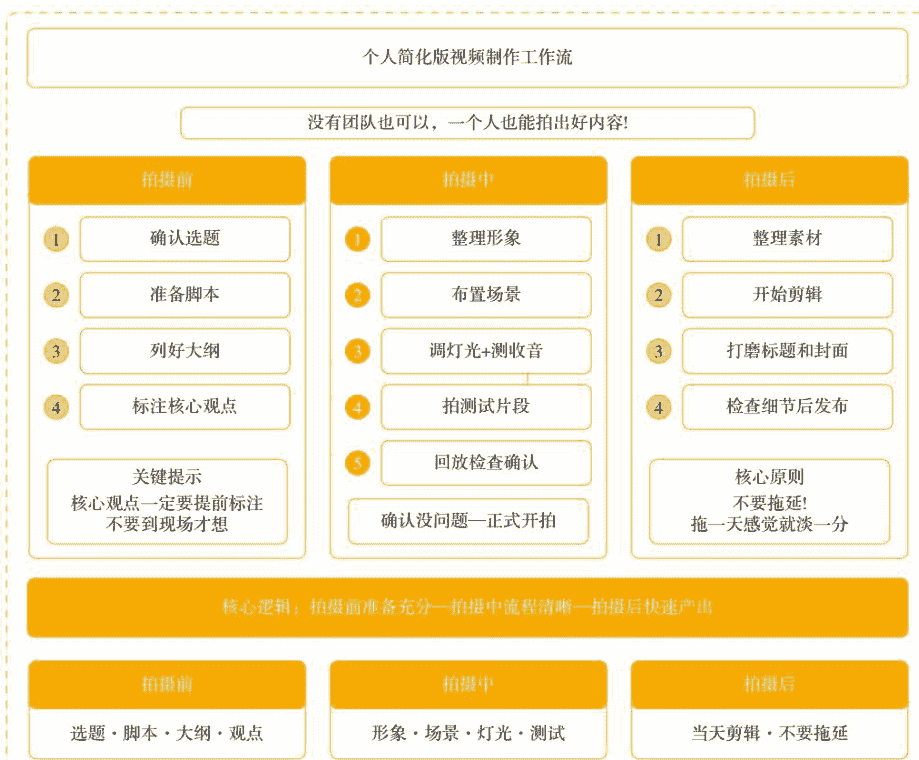 个人简化版视频制作工作流
没有团队也可以，一个人也能拍出好内容!
拍摄前
1 确认选题
2 准备脚本
3 列好大纲
4 标注核心观点
关键提示
核心观点一定要提前标注
不要到现场才想
拍摄中
1 整理形象
2 布置场景
3 调灯光+测收音
4 拍测试片段
5 回放检查确认
确认没问题—正式开拍
拍摄后
1 整理素材
2 开始剪辑
3 打磨标题和封面
4 检查细节后发布
核心原则
不要拖延!
拖一天感觉就淡一分
核心逻辑：拍摄前准备充分—拍摄中流程清晰—拍摄后快速产出
拍摄前
选题·脚本·大纲·观点
拍摄中
形象·场景·灯光·测试
拍摄后
当天剪辑·不要拖延